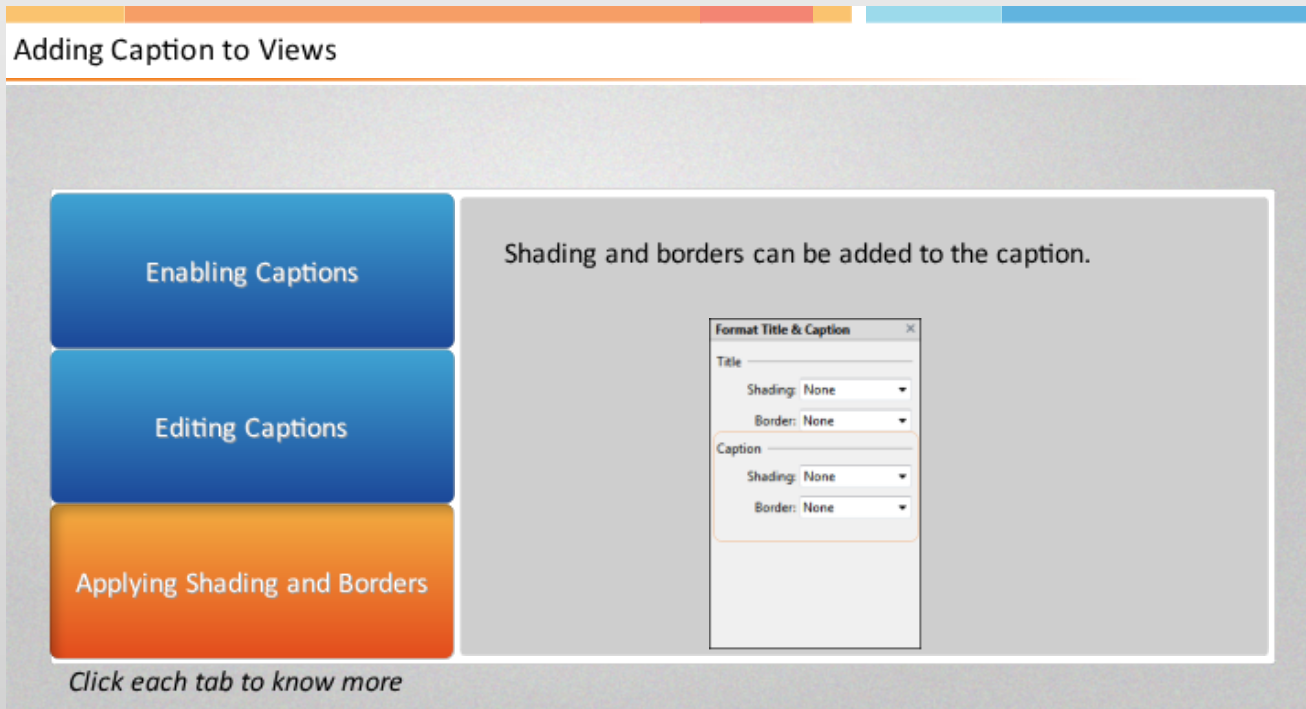 Adding Caption to Views
Enabling Captions
Editing Captions
Applying Shading and Borders
Click each tab to know more
Shading and borders can be added to the caption.
Format Title & Caption ×
Title
Shading: None
Border: None
Caption
Shading: None
Border: None